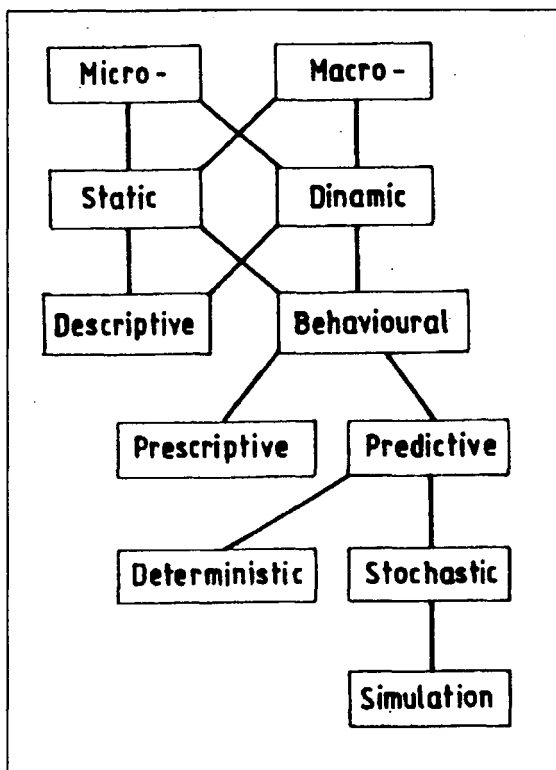 Micro -
Macro -
Static
Dinamic
Descriptive
Behavioural
Prescriptive
Predictive
Deterministic
Stochastic
Simulation